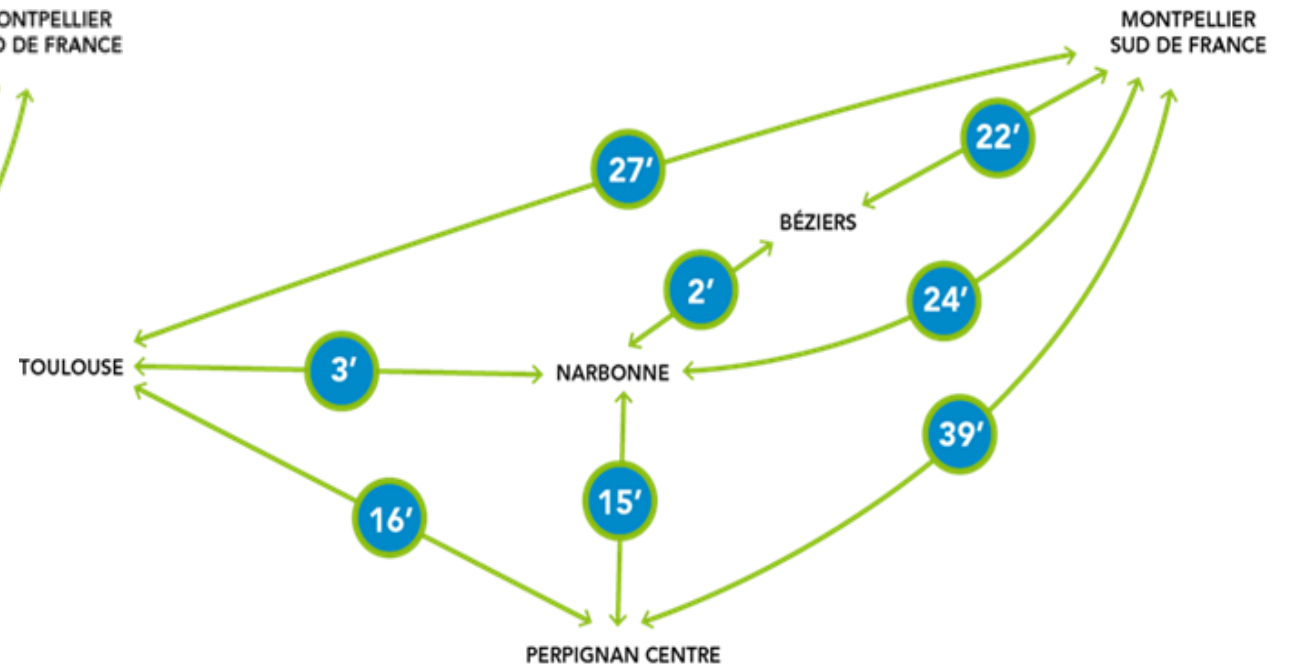 ONTPELLIER
D DE FRANCE
MONTPELLIER
SUD DE FRANCE
22′
27′
BÉZIERS
2′
24′
TOULOUSE
3′
NARBONNE
39′
16′
15′
PERPIGNAN CENTRE